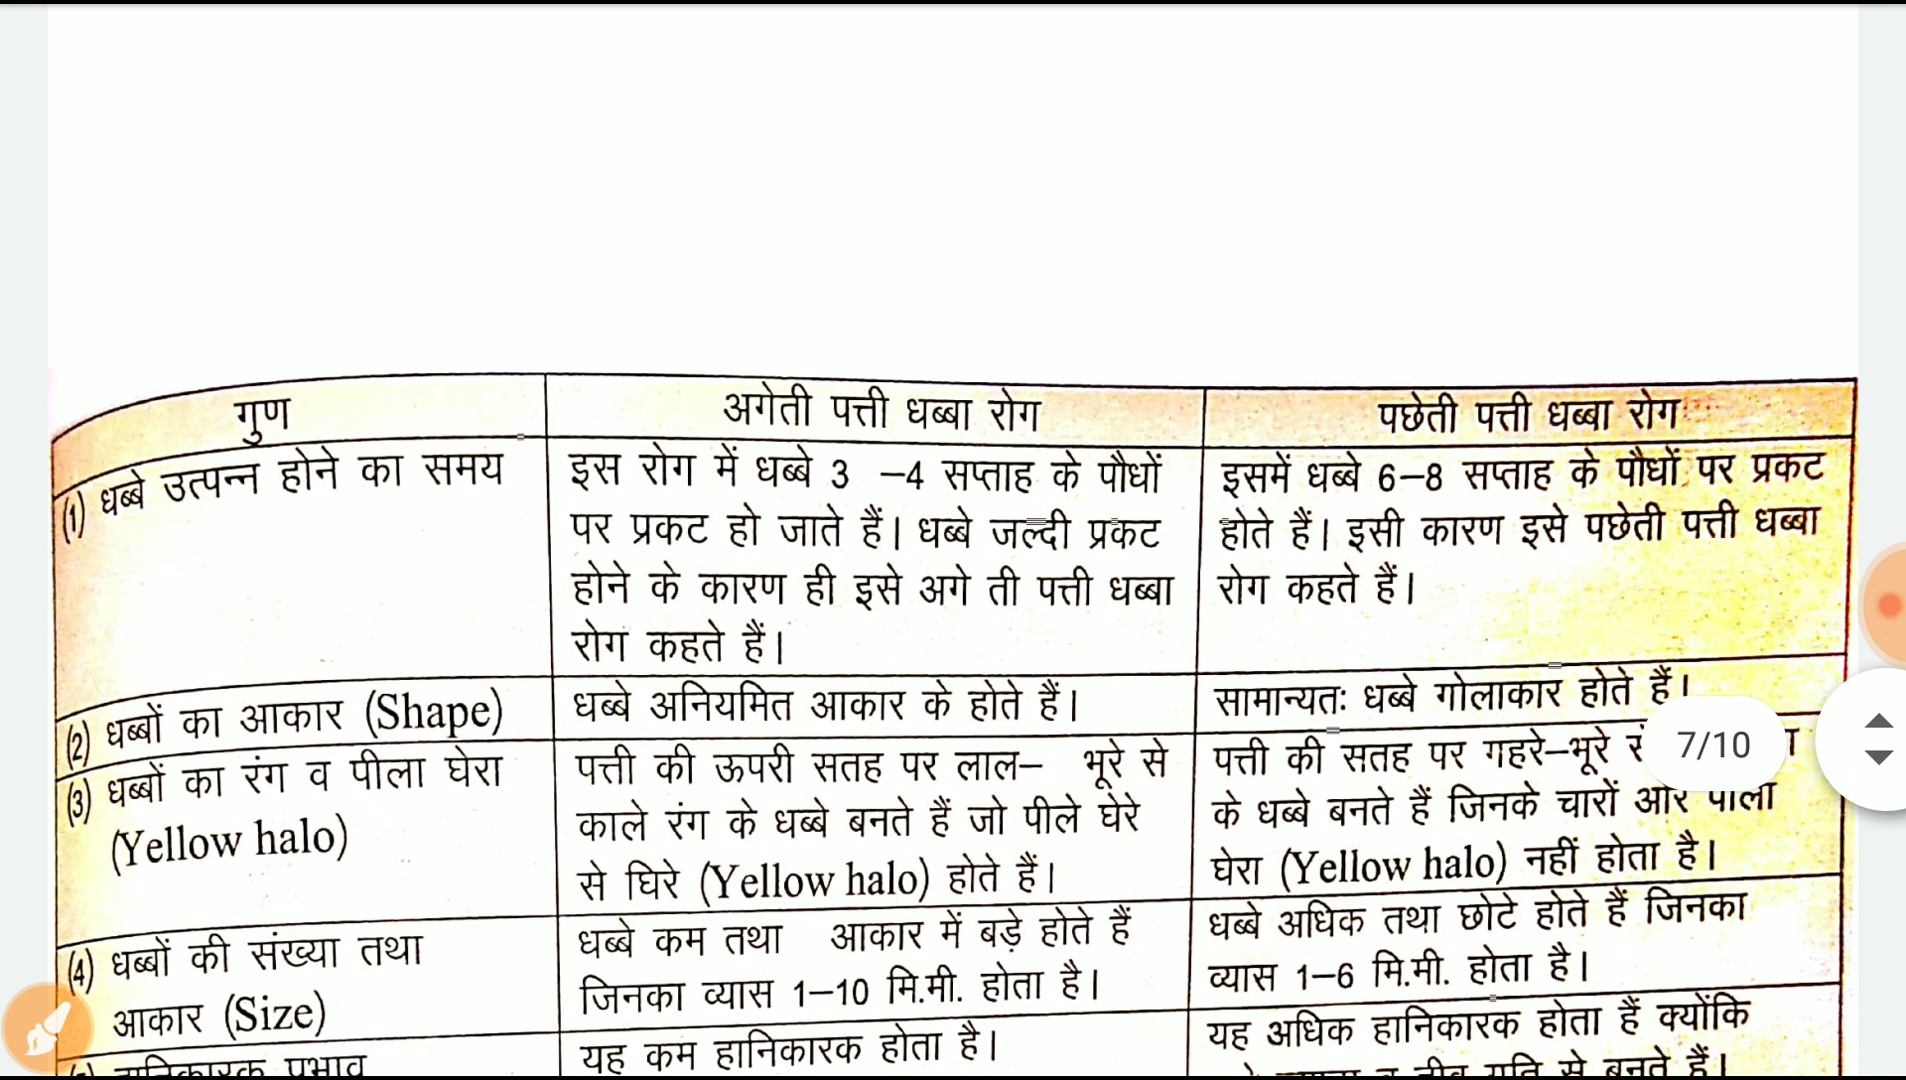 गुण
अगेती पत्ती धब्बा रोग
पछेती पत्ती धब्बा रोग
(1) धब्बे उत्पन्न होने का समय
इस रोग में धब्बे 3 –4 सप्ताह के पौधों
पर प्रकट हो जाते हैं। धब्बे जल्दी प्रकट
होने के कारण ही इसे अगे ती पत्ती धब्बा
रोग कहते हैं।
इसमें धब्बे 6–8 सप्ताह के पौधों पर प्रकट
होते हैं। इसी कारण इसे पछेती पत्ती धब्बा
रोग कहते हैं।
(2) धब्बों का आकार (Shape)
धब्बे अनियमित आकार के होते हैं।
सामान्यतः धब्बे गोलाकार होते हैं।
(3) धब्बों का रंग व पीला घेरा
(Yellow halo)
पत्ती की ऊपरी सतह पर लाल– भूरे से
काले रंग के धब्बे बनते हैं जो पीले घेरे
से घिरे (Yellow halo) होते हैं।
पत्ती की सतह पर गहरे–भूरे
के धब्बे बनते हैं जिनके चारों ओर पीला
घेरा (Yellow halo) नहीं होता है।
7/10
(4) धब्बों की संख्या तथा
आकार (Size)
धब्बे कम तथा आकार में बड़े होते हैं
जिनका व्यास 1–10 मि.मी. होता है।
धब्बे अधिक तथा छोटे होते हैं जिनका
व्यास 1–6 मि.मी. होता है।
हानिकारक प्रभाव
यह कम हानिकारक होता है।
यह अधिक हानिकारक होता हैं क्योंकि
व तीव्र गति से बनते हैं।